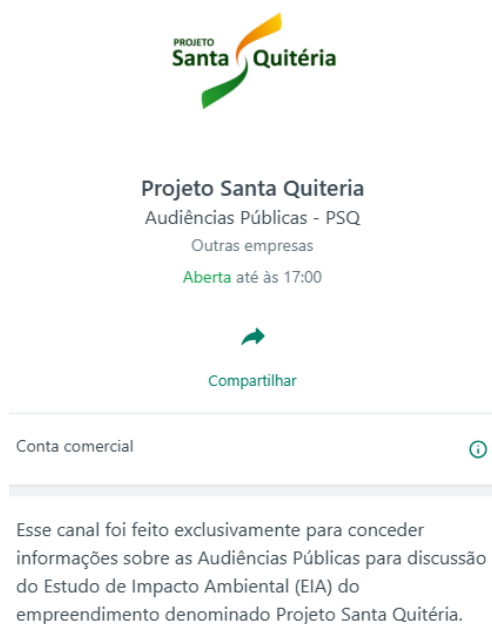 PROJETO
Santa Quitéria
Projeto Santa Quiteria
Audiências Públicas - PSQ
Outras empresas
Aberta até às 17:00
Compartilhar
Conta comercial
Esse canal foi feito exclusivamente para conceder
informações sobre as Audiências Públicas para discussão
do Estudo de Impacto Ambiental (EIA) do
empreendimento denominado Projeto Santa Quitéria.